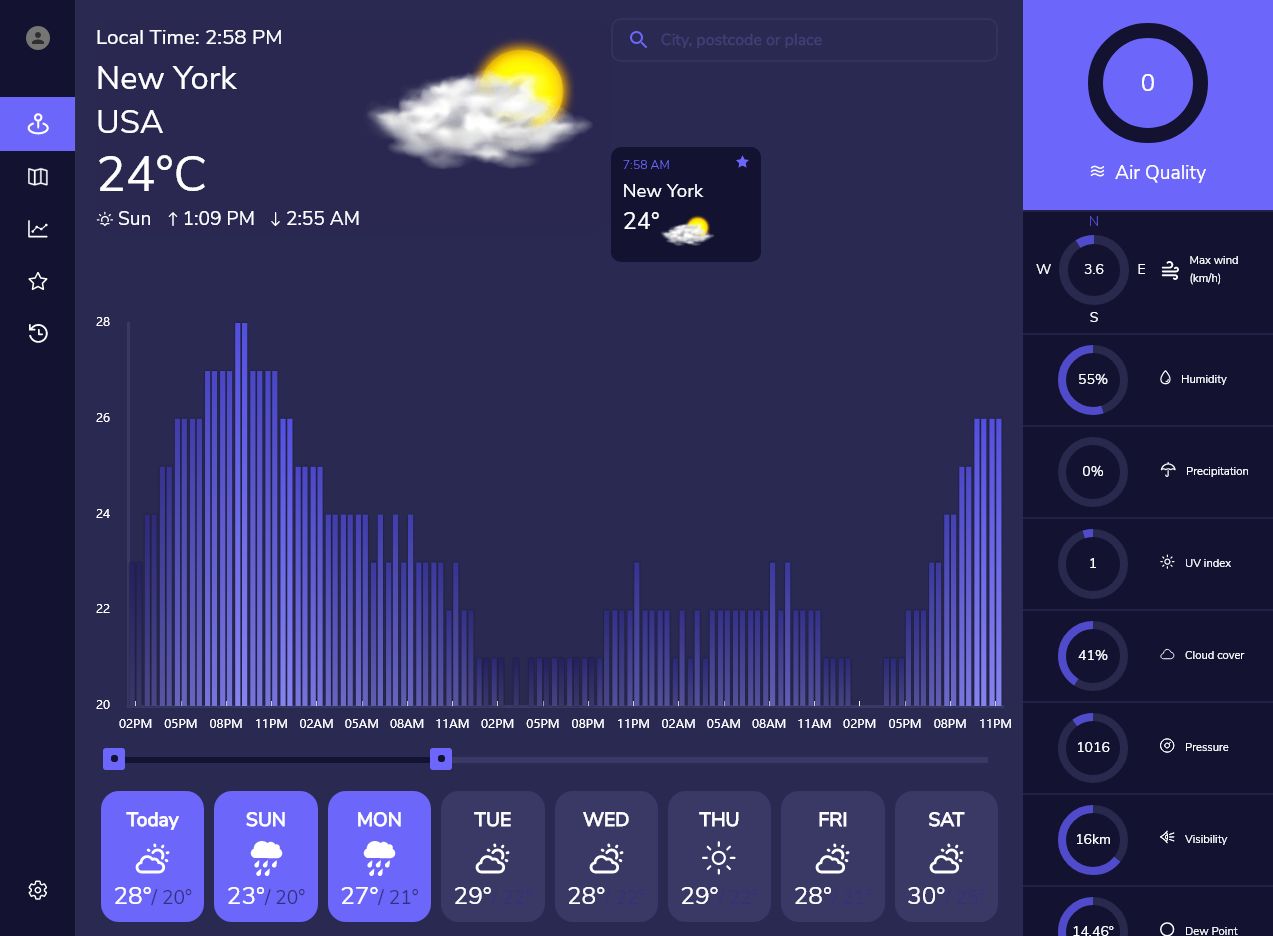 Local Time: 2:58 PM
New York
USA
24°C
Sun ↑ 1:09 PM ↓ 2:55 AM
City, postcode or place
7:58 AM
New York
24°
0
Air Quality
N
W
3.6
E
S
Max wind
(km/h)
55%
Humidity
0%
Precipitation
1
UV index
41%
Cloud cover
1016
Pressure
16km
Visibility
14.46°
Dew Point
28
26
24
22
20
02PM 05PM 08PM 11PM 02AM 05AM 08AM 11AM 02PM 05PM 08PM 11PM 02AM 05AM 08AM 11AM 02PM 05PM 08PM 11PM
Today SUN MON TUE WED THU FRI SAT
28°/ 20° 23°/ 20° 27°/ 21° 29°/ 22° 28°/ 22° 29°/ 22° 28°/ 21° 30°/ 25°